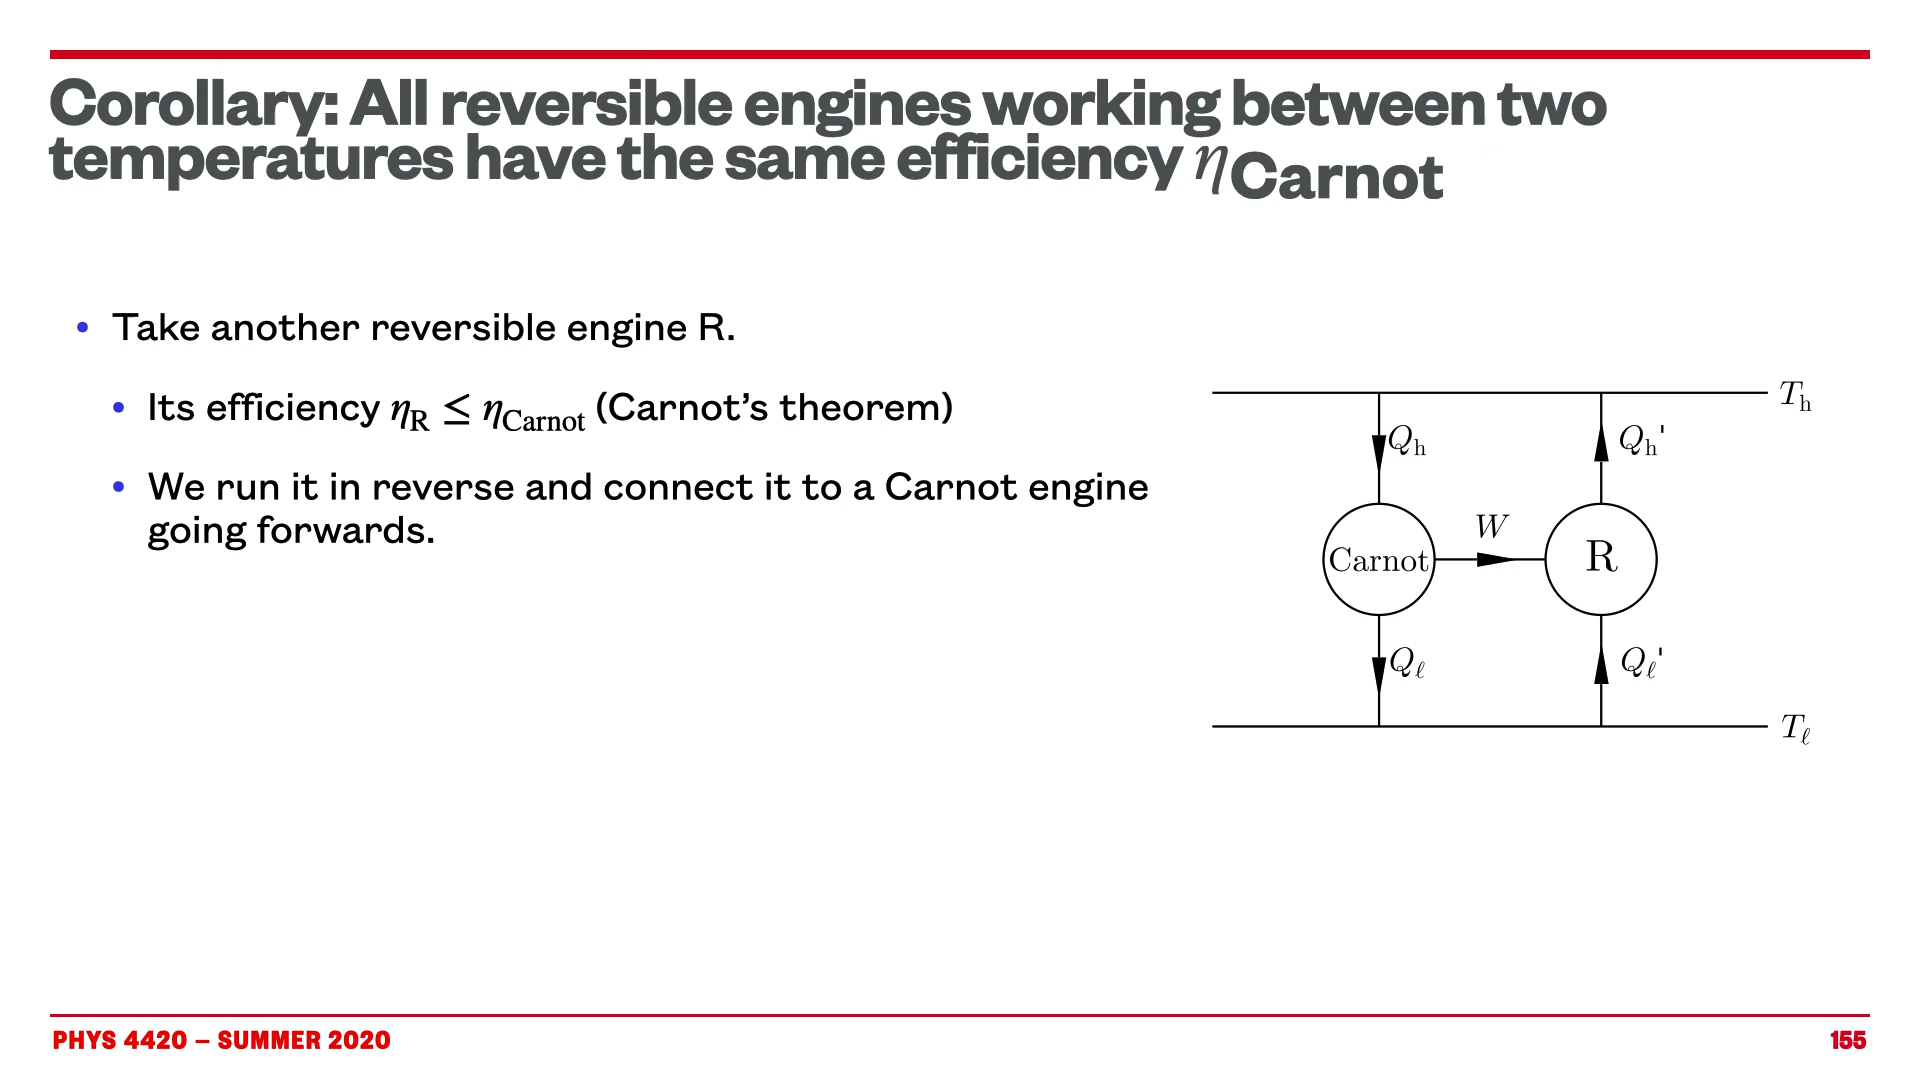 Corollary: All reversible engines working between two
temperatures have the same efficiency η_Carnot
• Take another reversible engine R.
• Its efficiency η_R ≤ η_Carnot (Carnot’s theorem)
• We run it in reverse and connect it to a Carnot engine
going forwards.
T_h
Q_h
Q_h'
W
Carnot
R
Q_ℓ
Q_ℓ'
T_ℓ
PHYS 4420 – SUMMER 2020
155